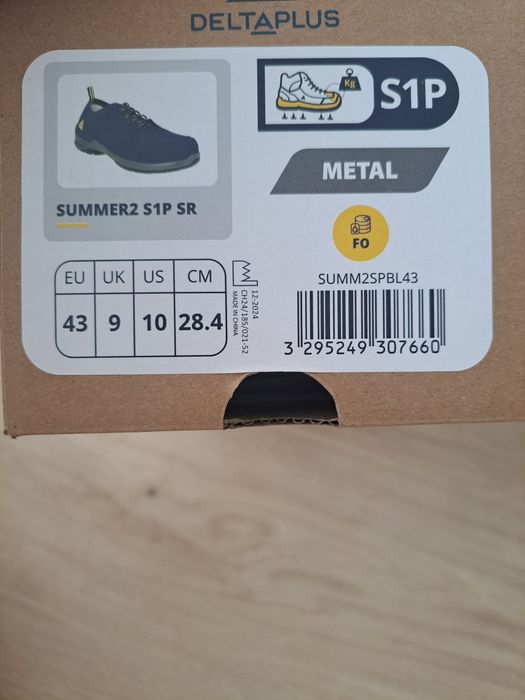 DELTAPLUS
Kg
S1P
METAL
SUMMER2 S1P SR
FO
EU UK US CM
43 9 10 28.4
12-2024
CH24/185/021-52
MADE IN CHINA
SUMM2SPBL43
3 295249 307660